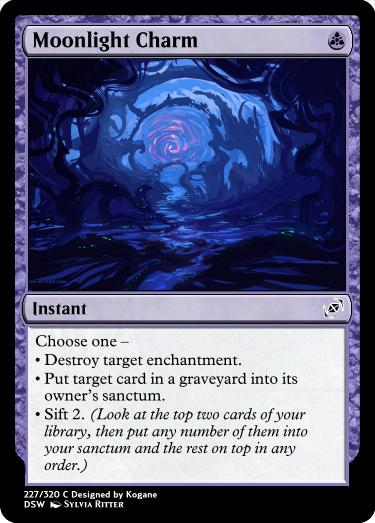 Moonlight Charm
Instant
Choose one –
• Destroy target enchantment.
• Put target card in a graveyard into its
owner's sanctum.
• Sift 2. (Look at the top two cards of your
library, then put any number of them into
your sanctum and the rest on top in any
order.)
227/320 C Designed by Kogane
DSW Sylvia Ritter